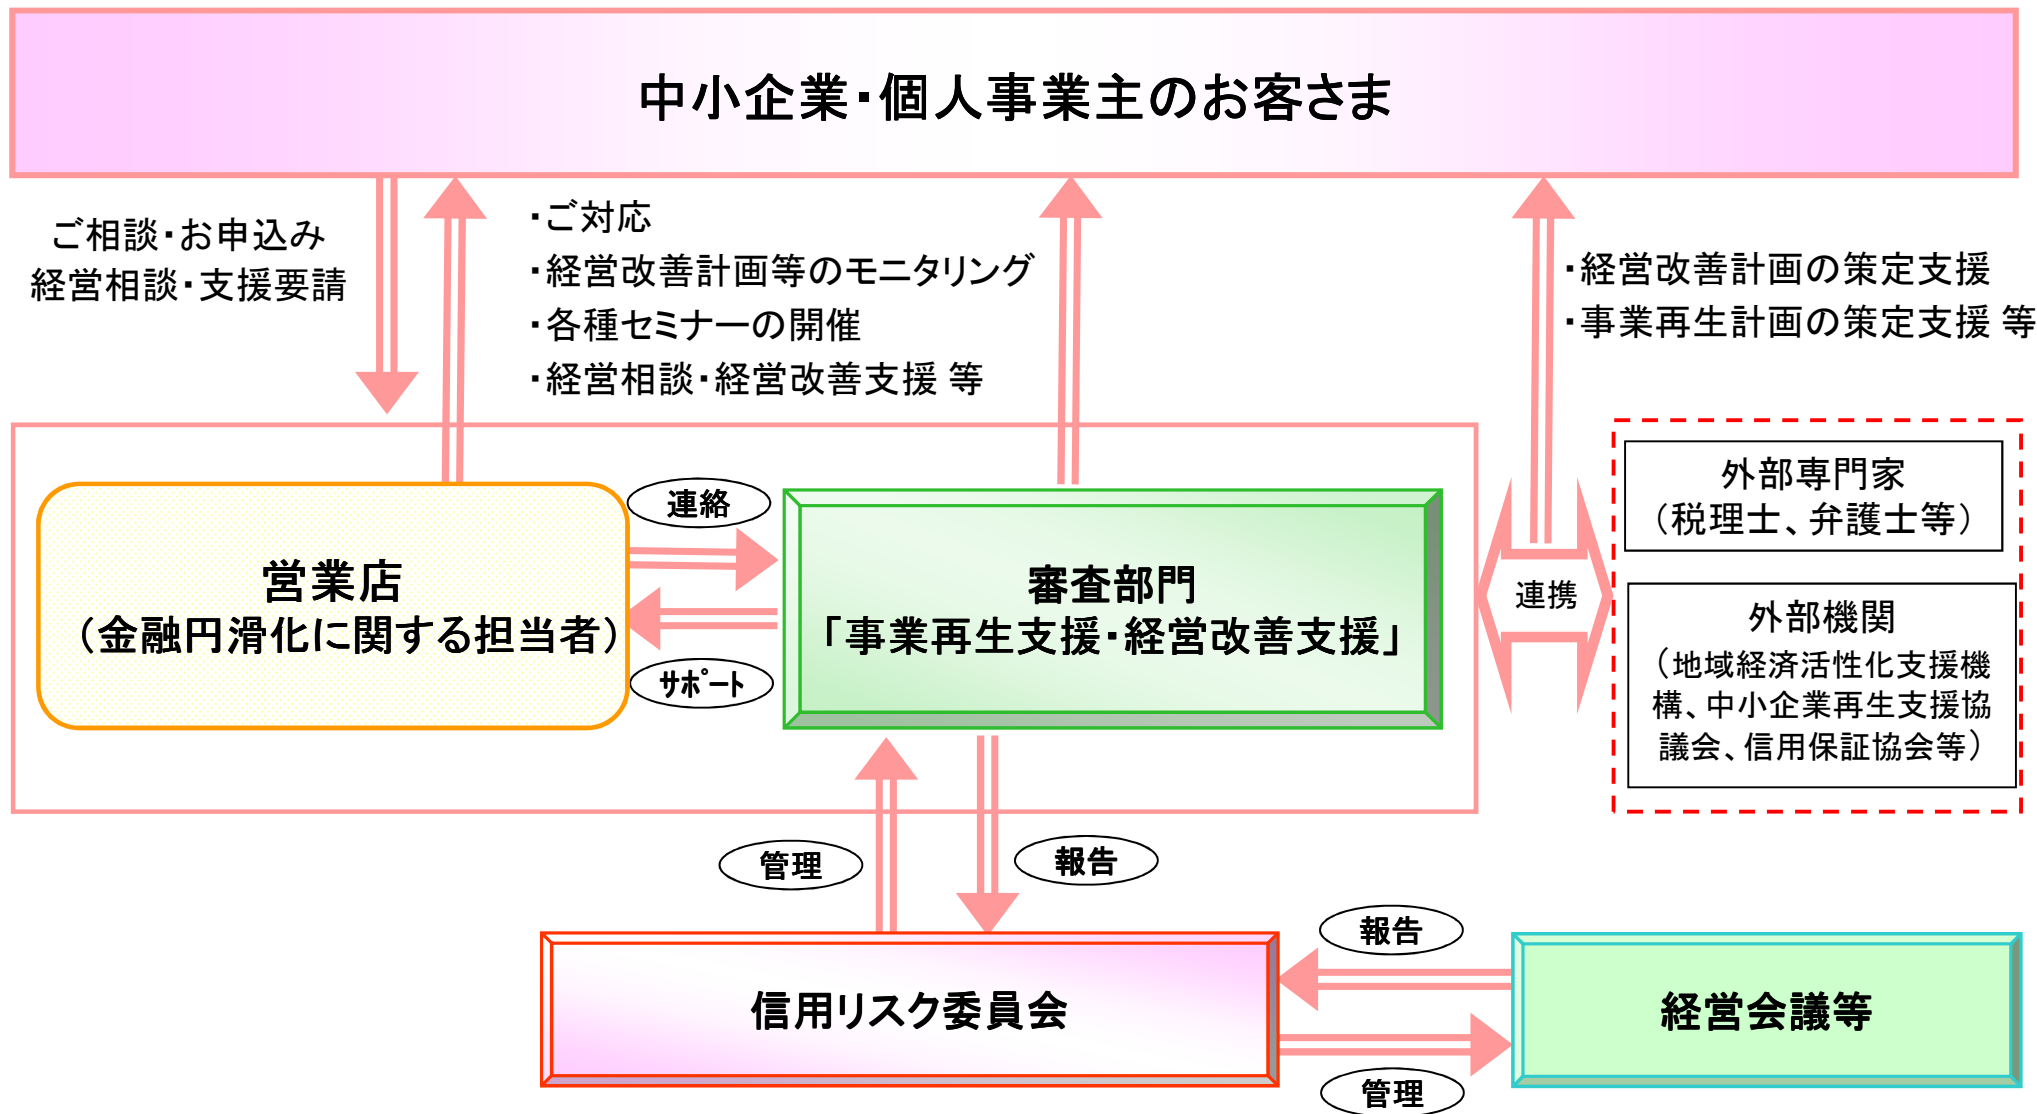 中小企業・個人事業主のお客さま
ご相談・お申込み
経営相談・支援要請
・ご対応
・経営改善計画等のモニタリング
・各種セミナーの開催
・経営相談・経営改善支援 等
・経営改善計画の策定支援
・事業再生計画の策定支援 等
営業店
（金融円滑化に関する担当者）
連絡
サポート
審査部門
「事業再生支援・経営改善支援」
連携
外部専門家
（税理士、弁護士等）
外部機関
（地域経済活性化支援機
構、中小企業再生支援協
議会、信用保証協会等）
管理
報告
信用リスク委員会
報告
管理
経営会議等